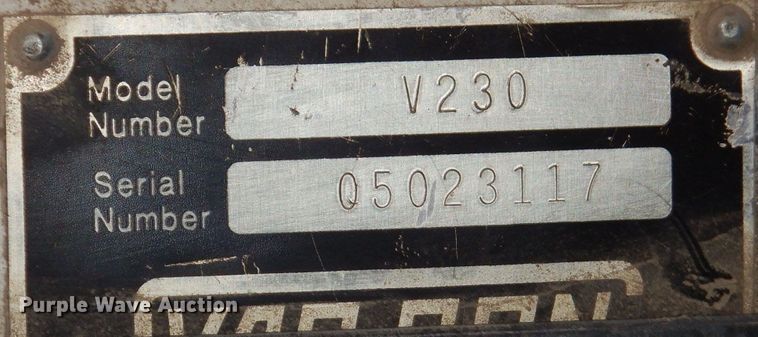 Model
Number
V230
Serial
Number
Q5023117
Purple Wave Auction